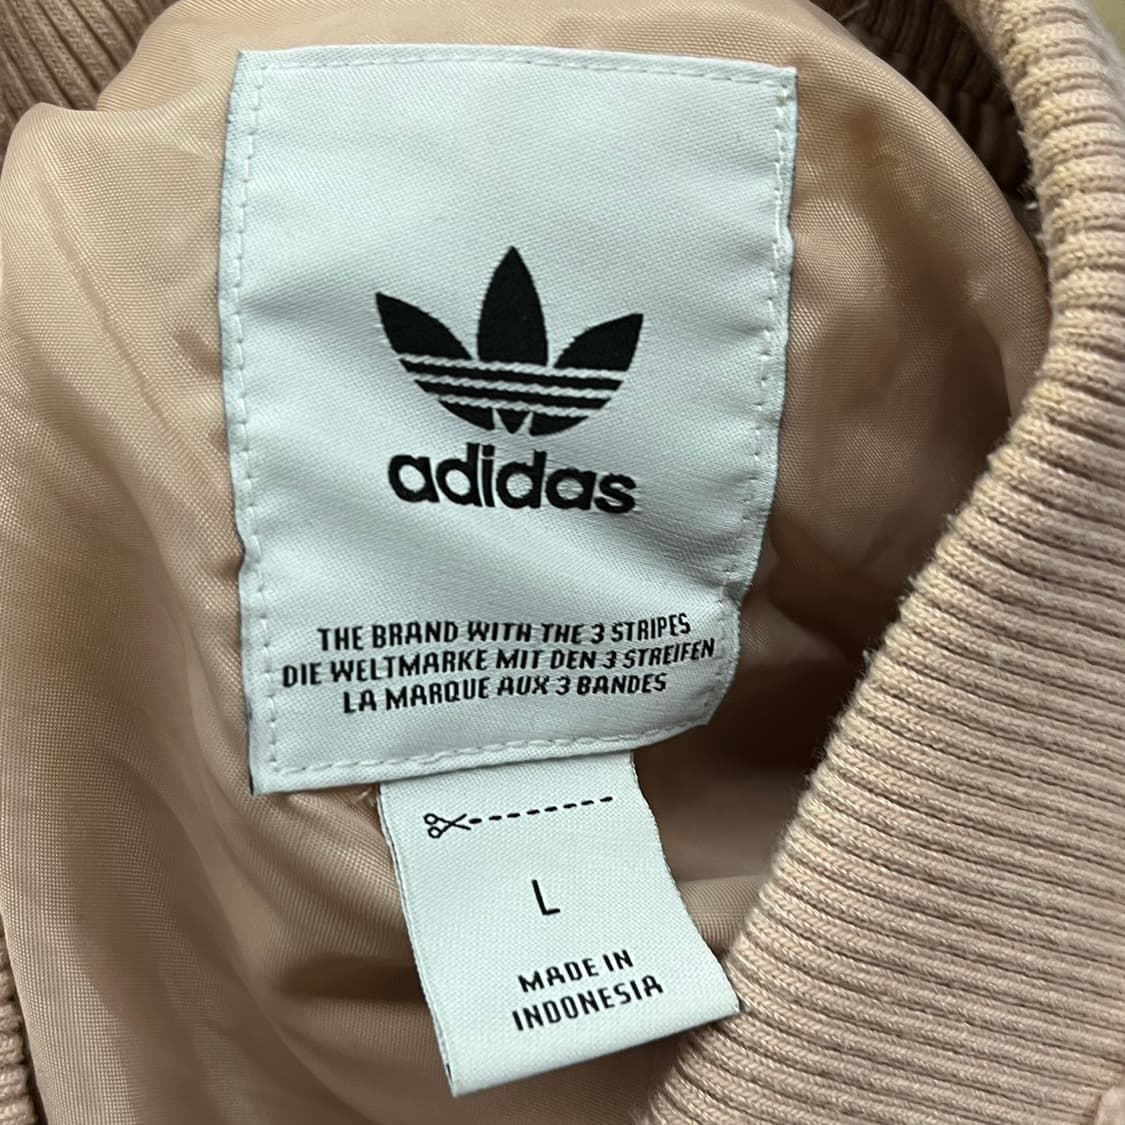 adidas
THE BRAND WITH THE 3 STRIPES
DIE WELTMARKE MIT DEN 3 STREIFEN
LA MARQUE AUX 3 BANDES
L
MADE IN
INDONESIA